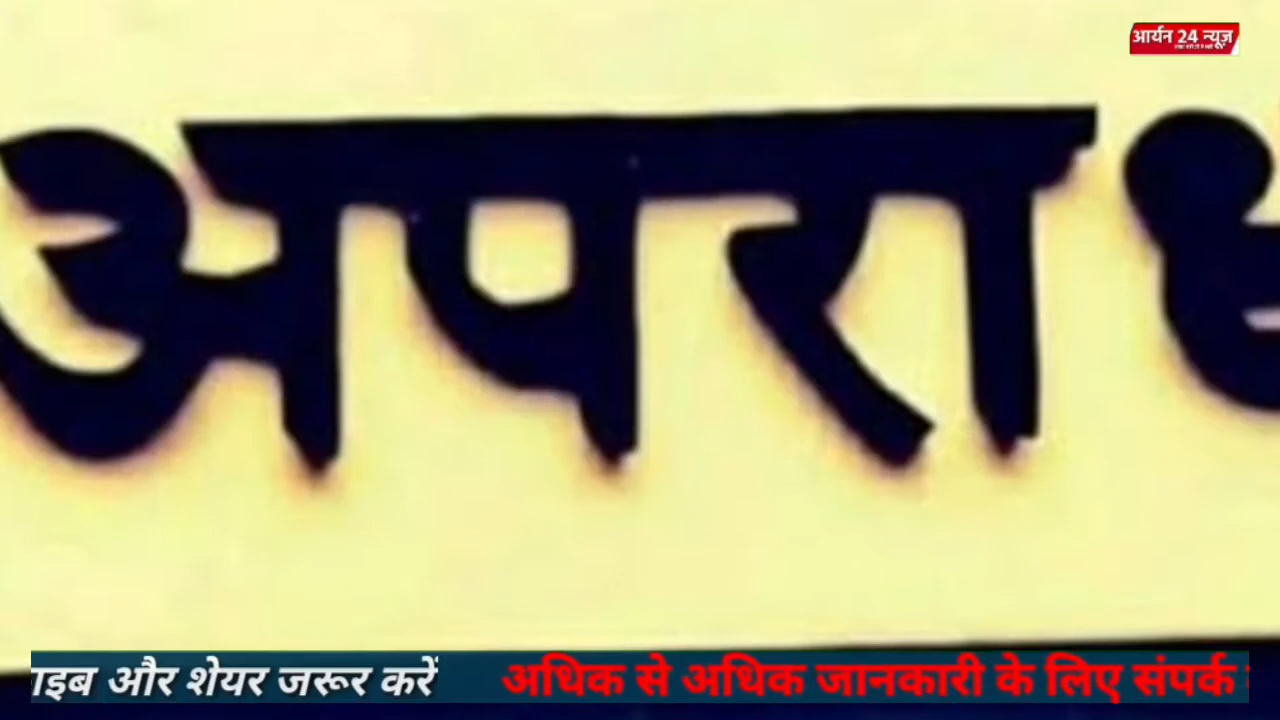 आर्यन 24 न्यूज़
अपराध
और शेयर जरूर करें अधिक से अधिक जानकारी के लिए संपर्क